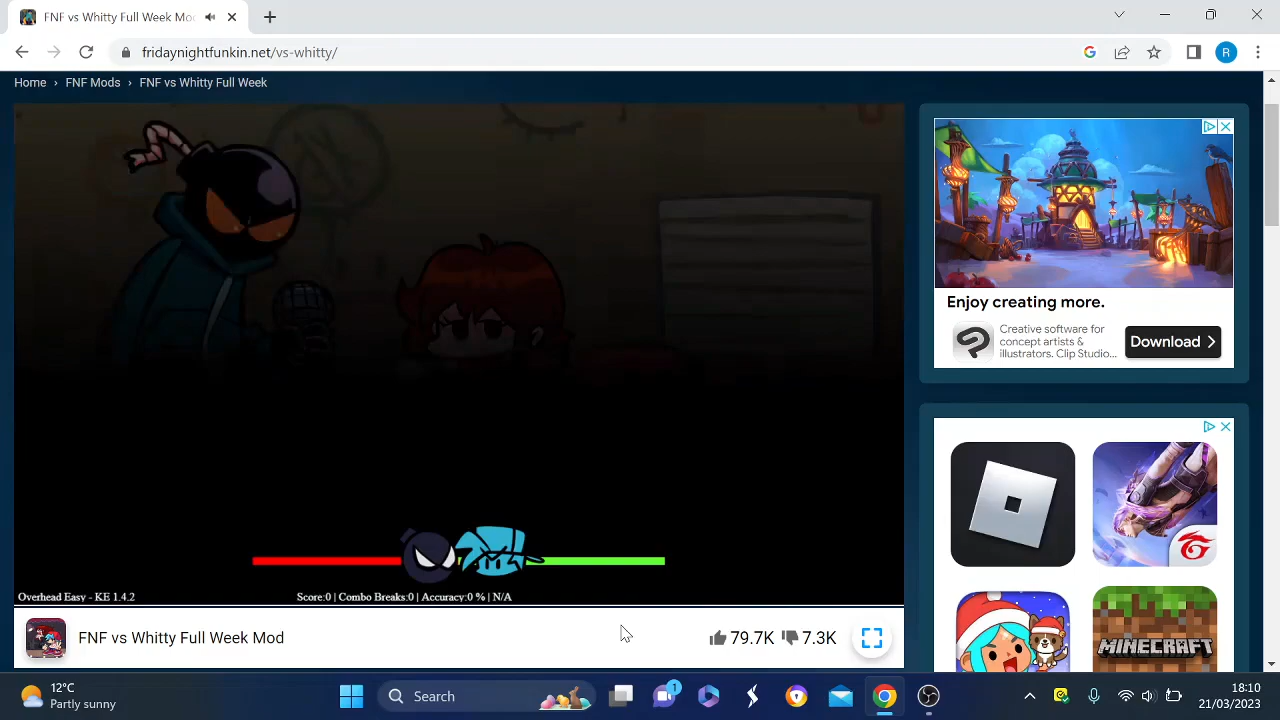 FNF vs Whitty Full Week Mo
fridaynightfunkin.net/vs-whitty/
R
Home › FNF Mods › FNF vs Whitty Full Week
Enjoy creating more.
Creative software for
concept artists &
illustrators. Clip Studio...
Download
Overhead Easy - KE 1.4.2
Score:0 | Combo Breaks:0 | Accuracy:0 % | N/A
FNF vs Whitty Full Week Mod
79.7K
7.3K
MINECRAFT
12°C
Partly sunny
Search
1
18:10
21/03/2023